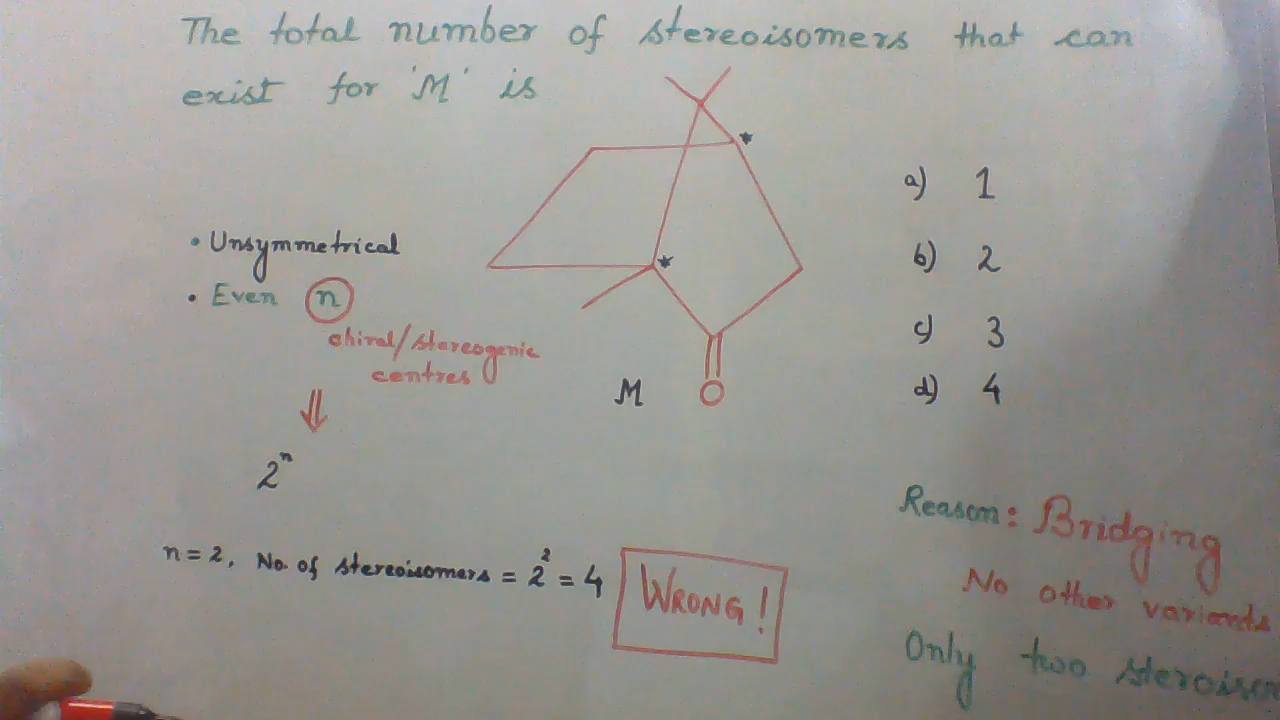 The total number of stereoisomers that can
exist for 'M' is
* *
• Unsymmetrical
• Even n
chiral/stereogenic
centres
⇓
2ⁿ
O
M
a) 1
b) 2
c) 3
d) 4
n = 2, No. of stereoisomers = 2² = 4
WRONG!
Reason: Bridging
No other variants
Only two steroisom